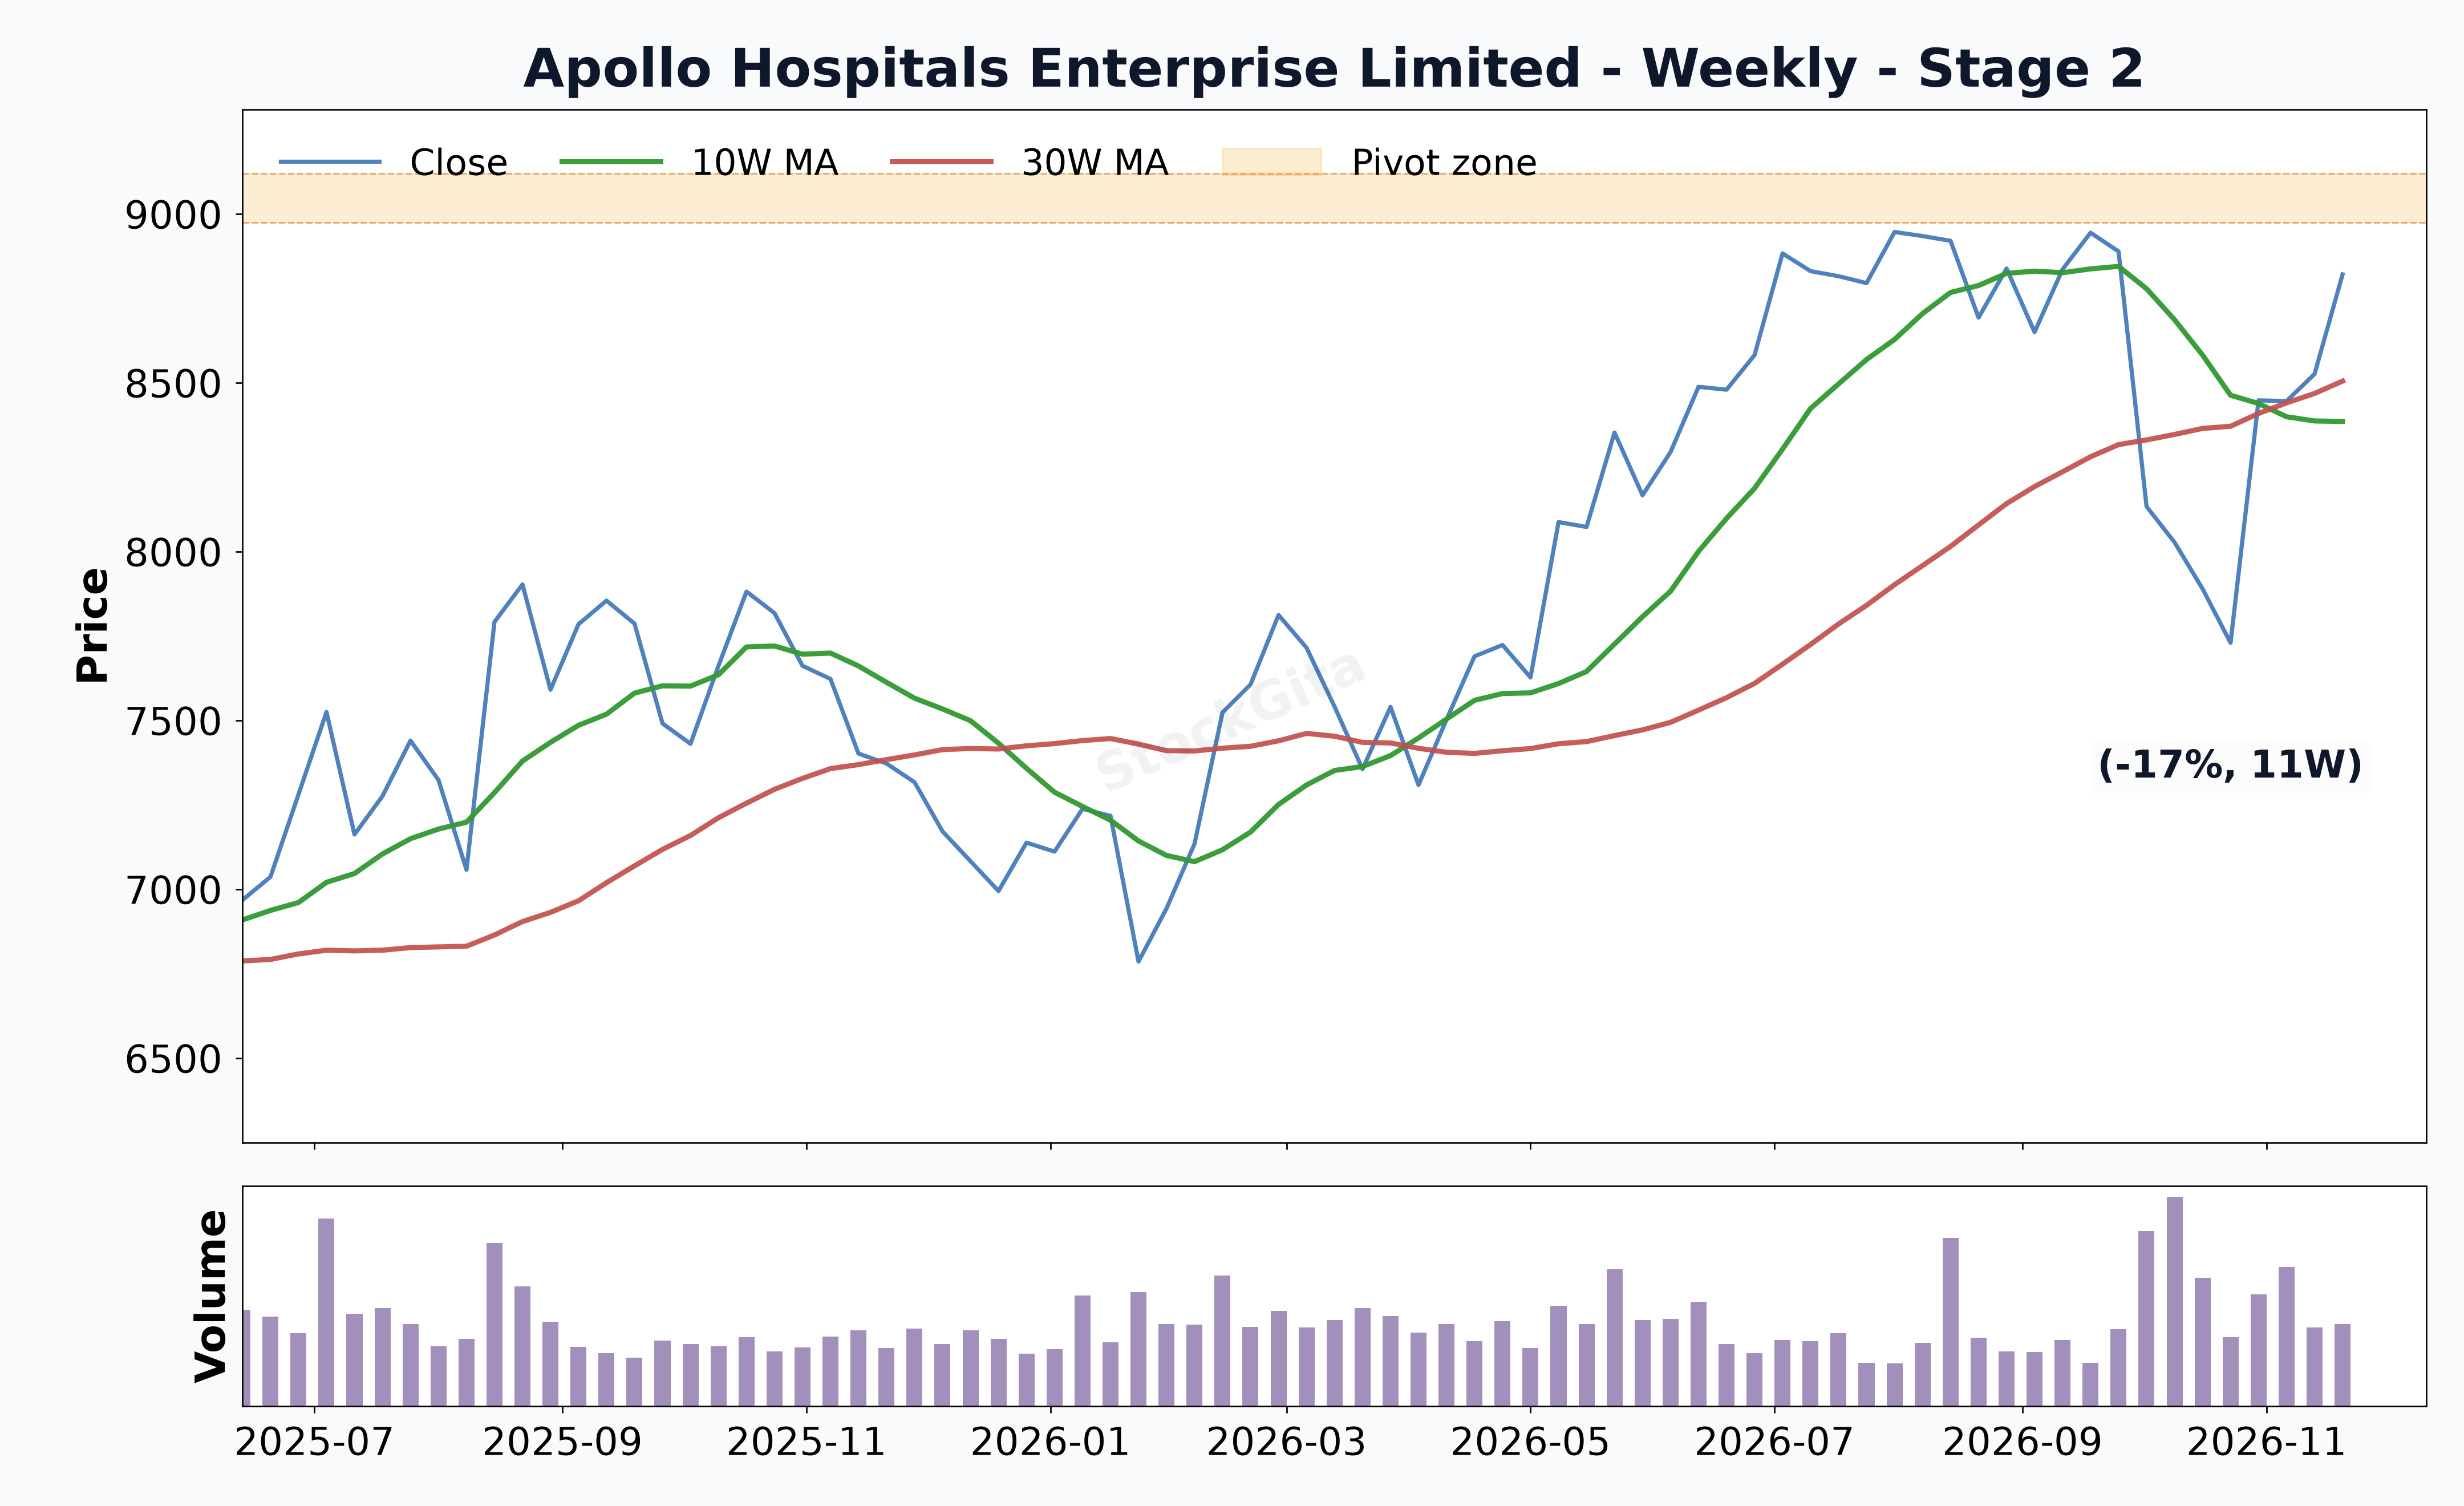 Apollo Hospitals Enterprise Limited - Weekly - Stage 2
Close 10W MA 30W MA Pivot zone
9000
8500
8000
7500
7000
6500
Price
StockGita
(-17%, 11W)
Volume
2025-07 2025-09 2025-11 2026-01 2026-03 2026-05 2026-07 2026-09 2026-11